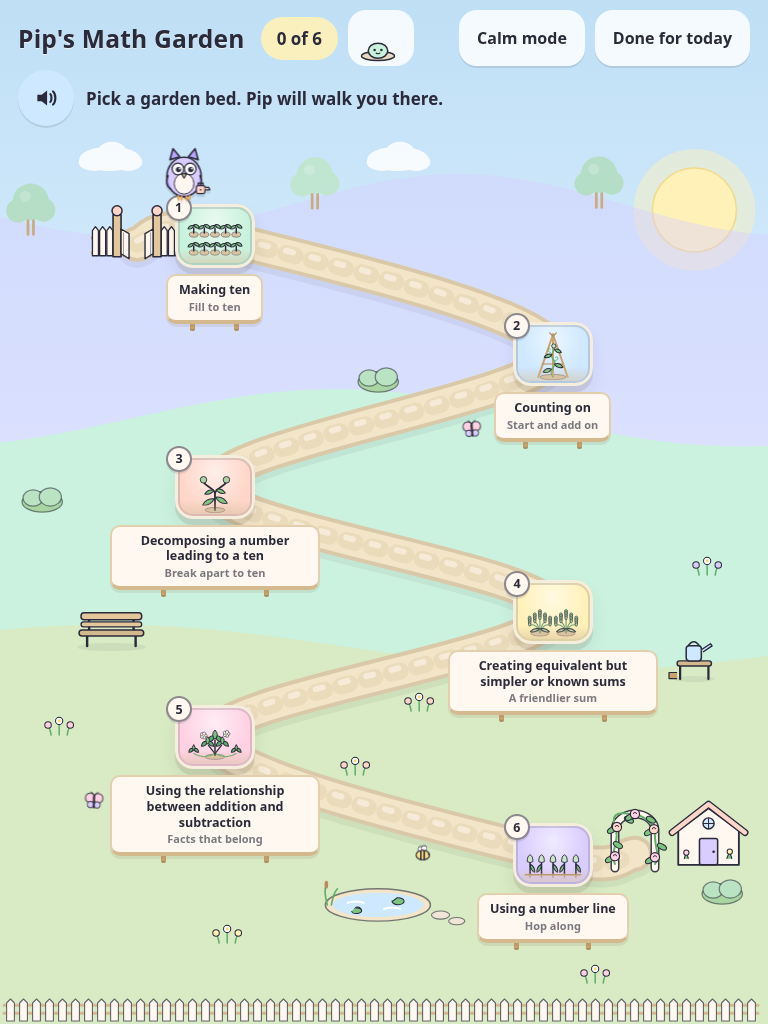 Pip's Math Garden
0 of 6
Calm mode
Done for today
Pick a garden bed. Pip will walk you there.
1
Making ten
Fill to ten
2
Counting on
Start and add on
3
Decomposing a number
leading to a ten
Break apart to ten
4
Creating equivalent but
simpler or known sums
A friendlier sum
5
Using the relationship
between addition and
subtraction
Facts that belong
6
Using a number line
Hop along